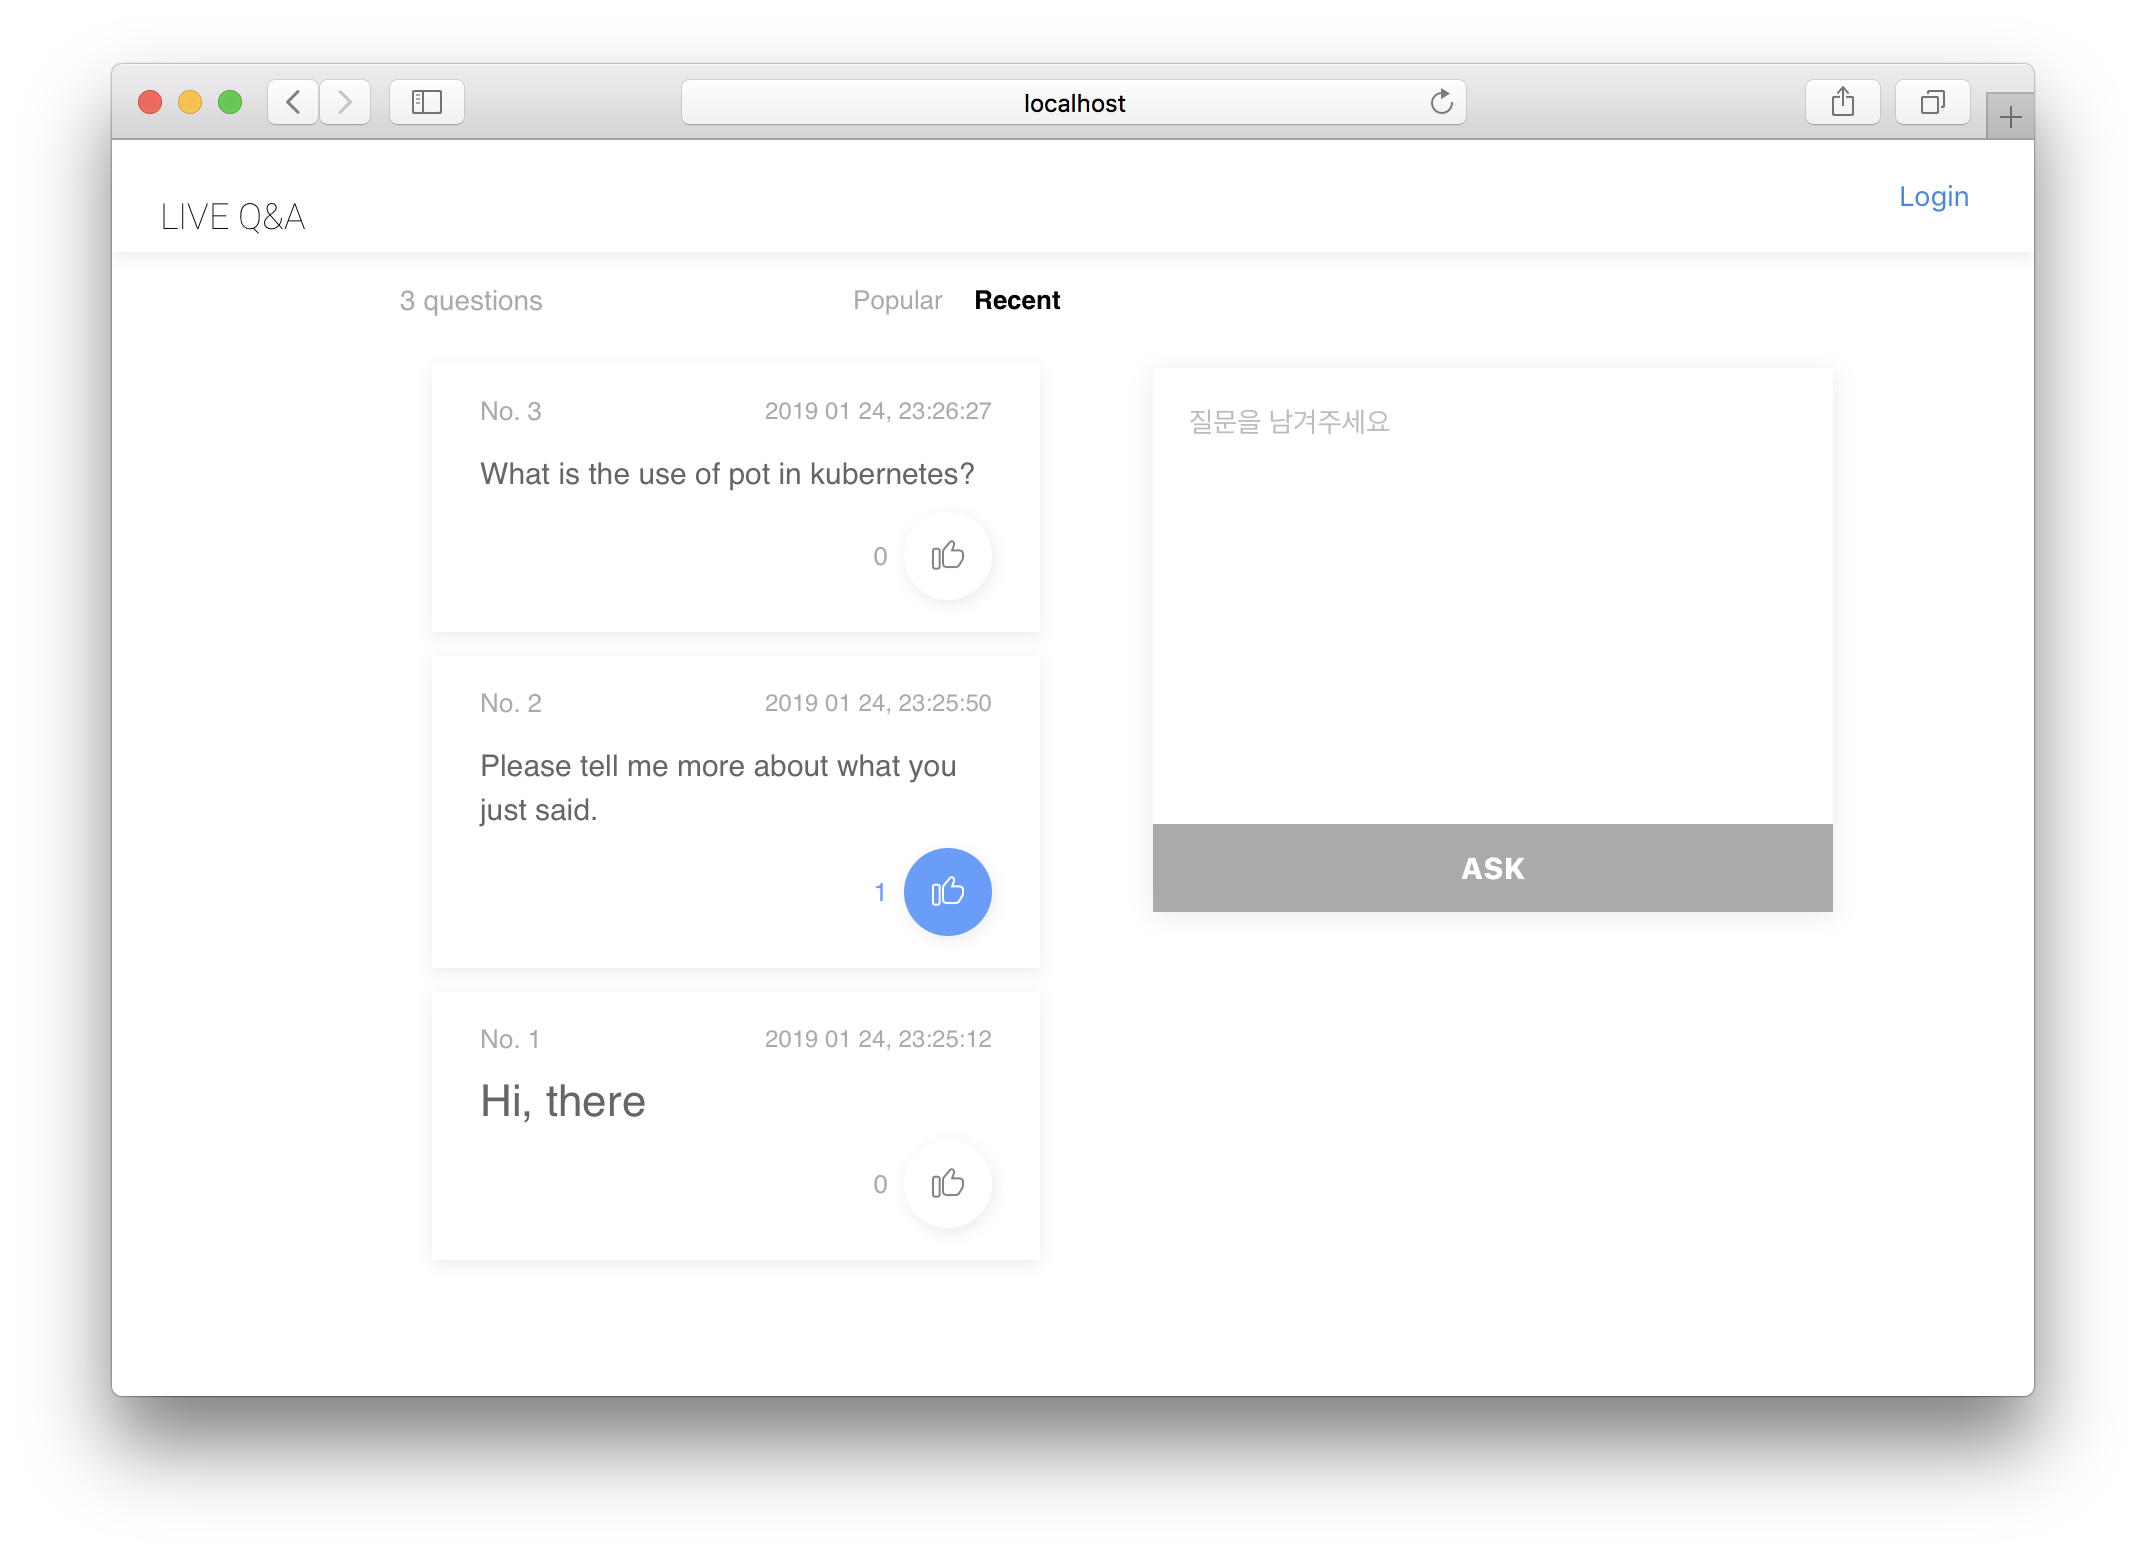 localhost
LIVE Q&A
Login
3 questions
Popular
Recent
No. 3
2019 01 24, 23:26:27
What is the use of pot in kubernetes?
0
No. 2
2019 01 24, 23:25:50
Please tell me more about what you
just said.
1
No. 1
2019 01 24, 23:25:12
Hi, there
0
질문을 남겨주세요
ASK